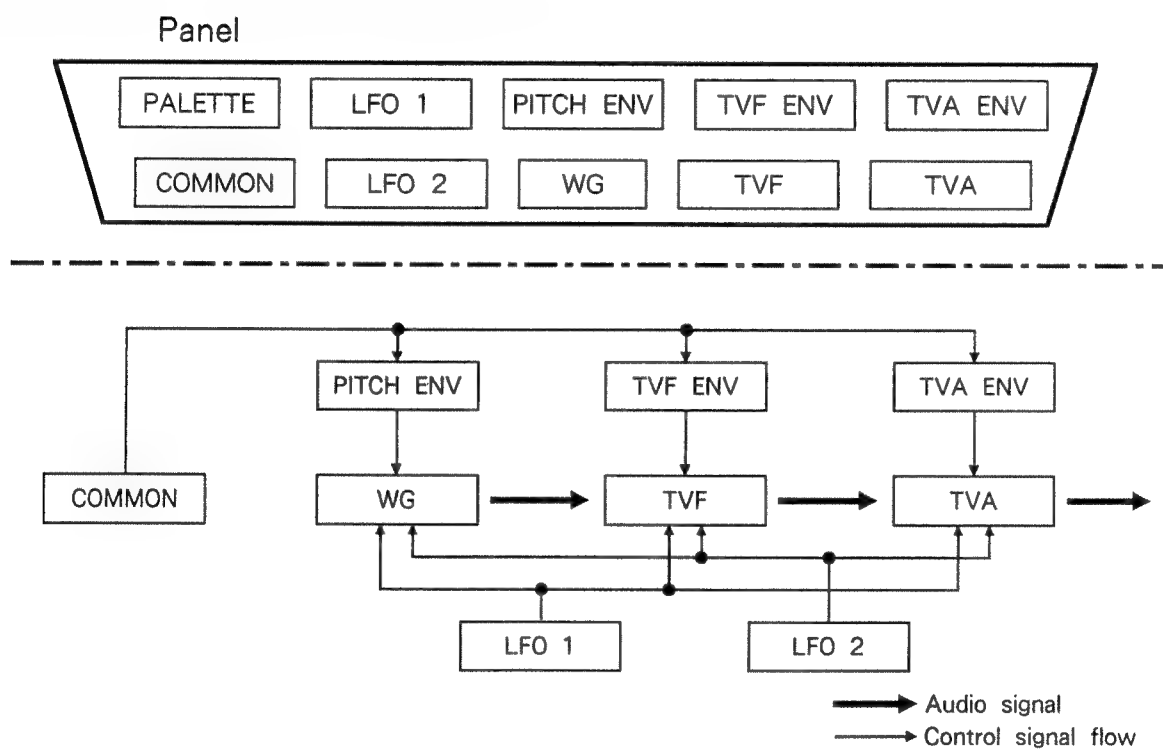 Panel
PALETTE LFO 1 PITCH ENV TVF ENV TVA ENV
COMMON LFO 2 WG TVF TVA
PITCH ENV TVF ENV TVA ENV
COMMON WG TVF TVA
LFO 1 LFO 2
Audio signal
Control signal flow